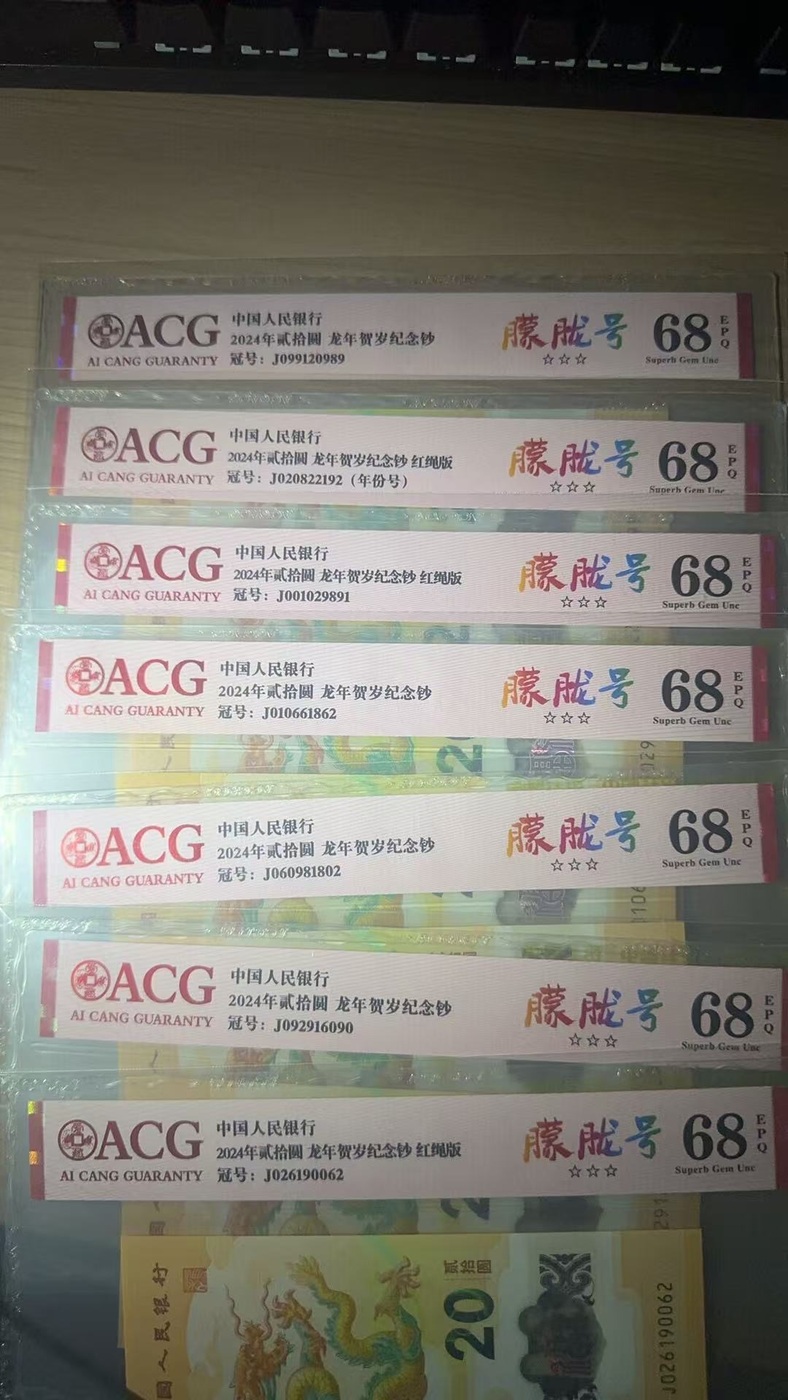 ACG
AI CANG GUARANTY
中国人民银行
2024年贰拾圆 龙年贺岁纪念钞
冠号：J099120989
朦胧号
☆☆☆
68
EPQ
Superb Gem Unc
ACG
AI CANG GUARANTY
中国人民银行
2024年贰拾圆 龙年贺岁纪念钞 红绳版
冠号：J020822192（年份号）
朦胧号
☆☆☆
68
EPQ
Superb Gem Unc
ACG
AI CANG GUARANTY
中国人民银行
2024年贰拾圆 龙年贺岁纪念钞 红绳版
冠号：J001029891
朦胧号
☆☆☆
68
EPQ
Superb Gem Unc
ACG
AI CANG GUARANTY
中国人民银行
2024年贰拾圆 龙年贺岁纪念钞
冠号：J010661862
朦胧号
☆☆☆
68
EPQ
Superb Gem Unc
ACG
AI CANG GUARANTY
中国人民银行
2024年贰拾圆 龙年贺岁纪念钞
冠号：J060981802
朦胧号
☆☆☆
68
EPQ
Superb Gem Unc
ACG
AI CANG GUARANTY
中国人民银行
2024年贰拾圆 龙年贺岁纪念钞
冠号：J092916090
朦胧号
☆☆☆
68
EPQ
Superb Gem Unc
ACG
AI CANG GUARANTY
中国人民银行
2024年贰拾圆 龙年贺岁纪念钞 红绳版
冠号：J026190062
朦胧号
☆☆☆
68
EPQ
Superb Gem Unc
国人民银行
20
贰拾圆
J026190062